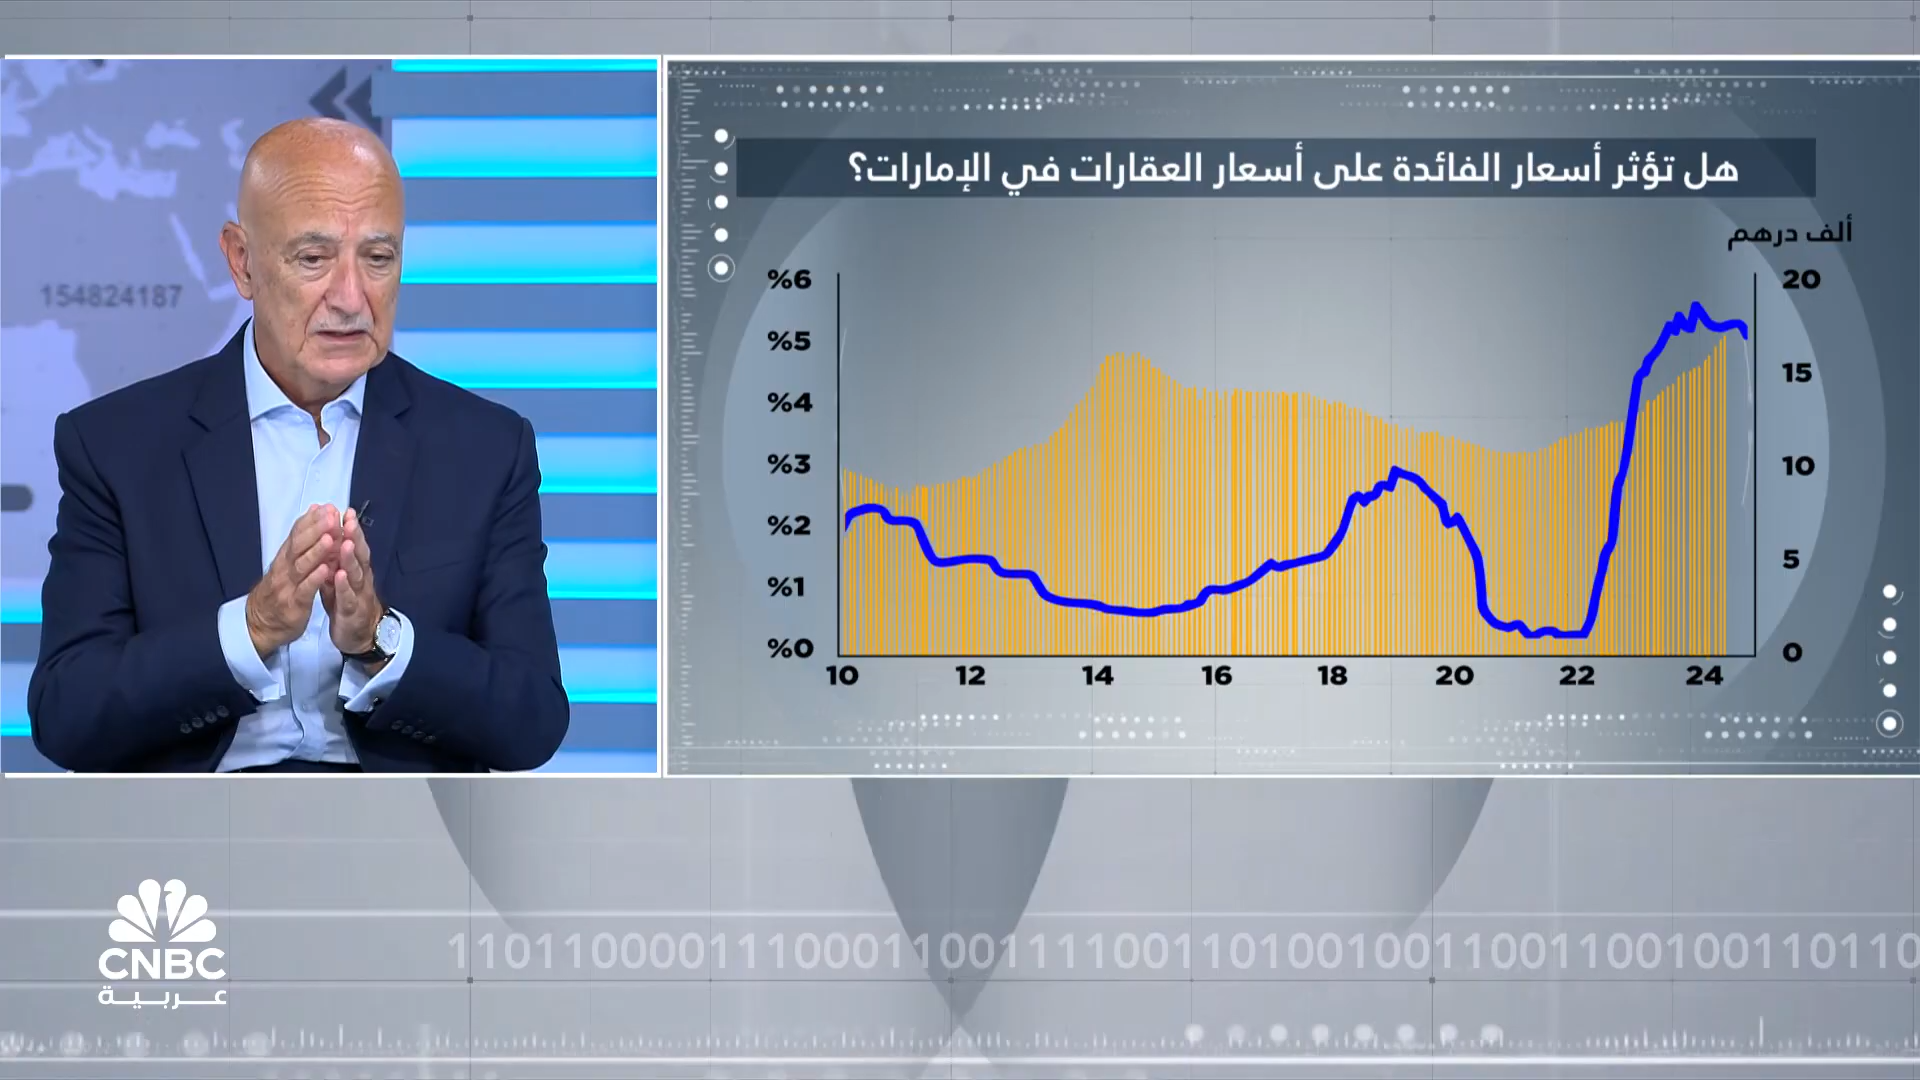 هل تؤثر أسعار الفائدة على أسعار العقارات في الإمارات؟
ألف درهم
%6
%5
%4
%3
%2
%1
%0
20
15
10
5
0
10 12 14 16 18 20 22 24
154824187
CNBC
عربية
110110000111000110011111001101001001100110010011010